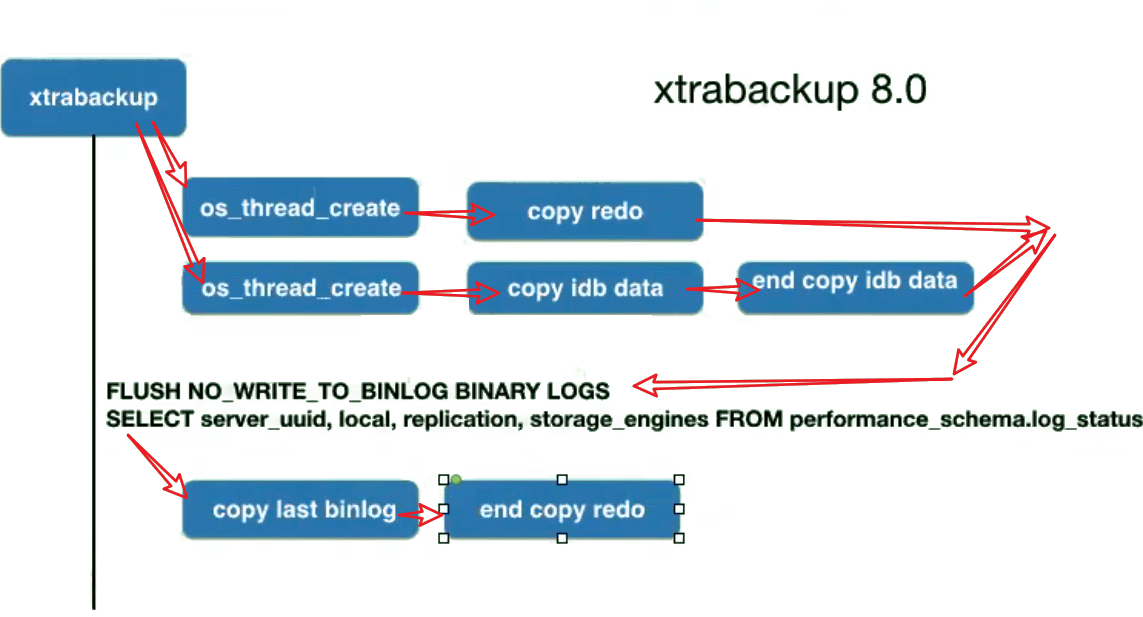 xtrabackup 8.0
xtrabackup
os_thread_create
copy redo
os_thread_create
copy idb data
end copy idb data
FLUSH NO_WRITE_TO_BINLOG BINARY LOGS
SELECT server_uuid, local, replication, storage_engines FROM performance_schema.log_status
copy last binlog
end copy redo